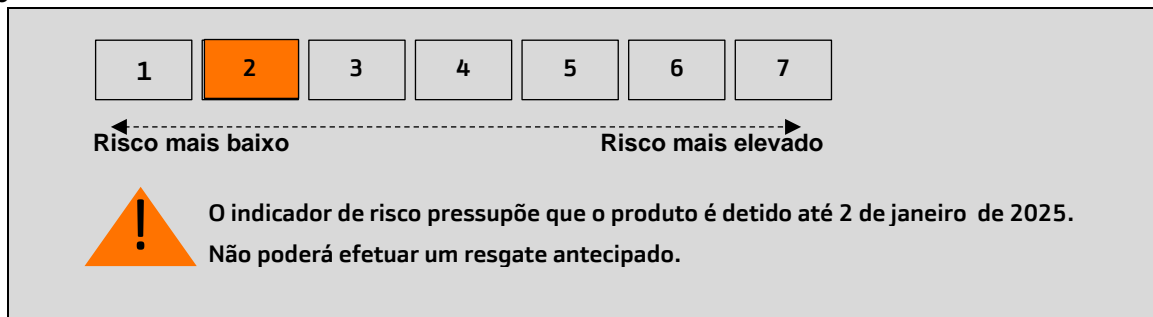 1 2 3 4 5 6 7
Risco mais baixo Risco mais elevado
! O indicador de risco pressupõe que o produto é detido até 2 de janeiro de 2025.
Não poderá efetuar um resgate antecipado.